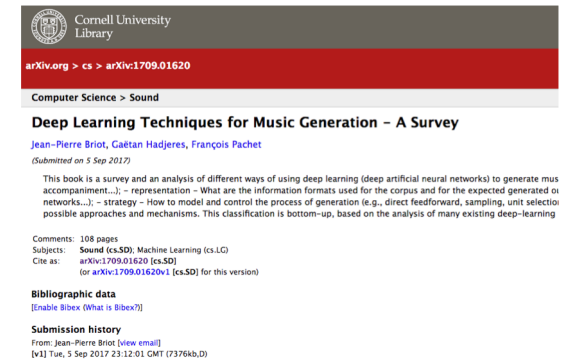 Cornell University
Library
arXiv.org > cs > arXiv:1709.01620
Computer Science > Sound
Deep Learning Techniques for Music Generation – A Survey
Jean-Pierre Briot, Gaëtan Hadjeres, François Pachet
(Submitted on 5 Sep 2017)
This book is a survey and an analysis of different ways of using deep learning (deep artificial neural networks) to generate mus
accompaniment...); – representation – What are the information formats used for the corpus and for the expected generated o
networks...); – strategy – How to model and control the process of generation (e.g., direct feedforward, sampling, unit selectio
possible approaches and mechanisms. This classification is bottom-up, based on the analysis of many existing deep-learning
Comments: 108 pages
Subjects: Sound (cs.SD); Machine Learning (cs.LG)
Cite as: arXiv:1709.01620 [cs.SD]
(or arXiv:1709.01620v1 [cs.SD] for this version)
Bibliographic data
[Enable Bibex (What is Bibex?)]
Submission history
From: Jean-Pierre Briot [view email]
[v1] Tue, 5 Sep 2017 23:12:01 GMT (7376kb,D)